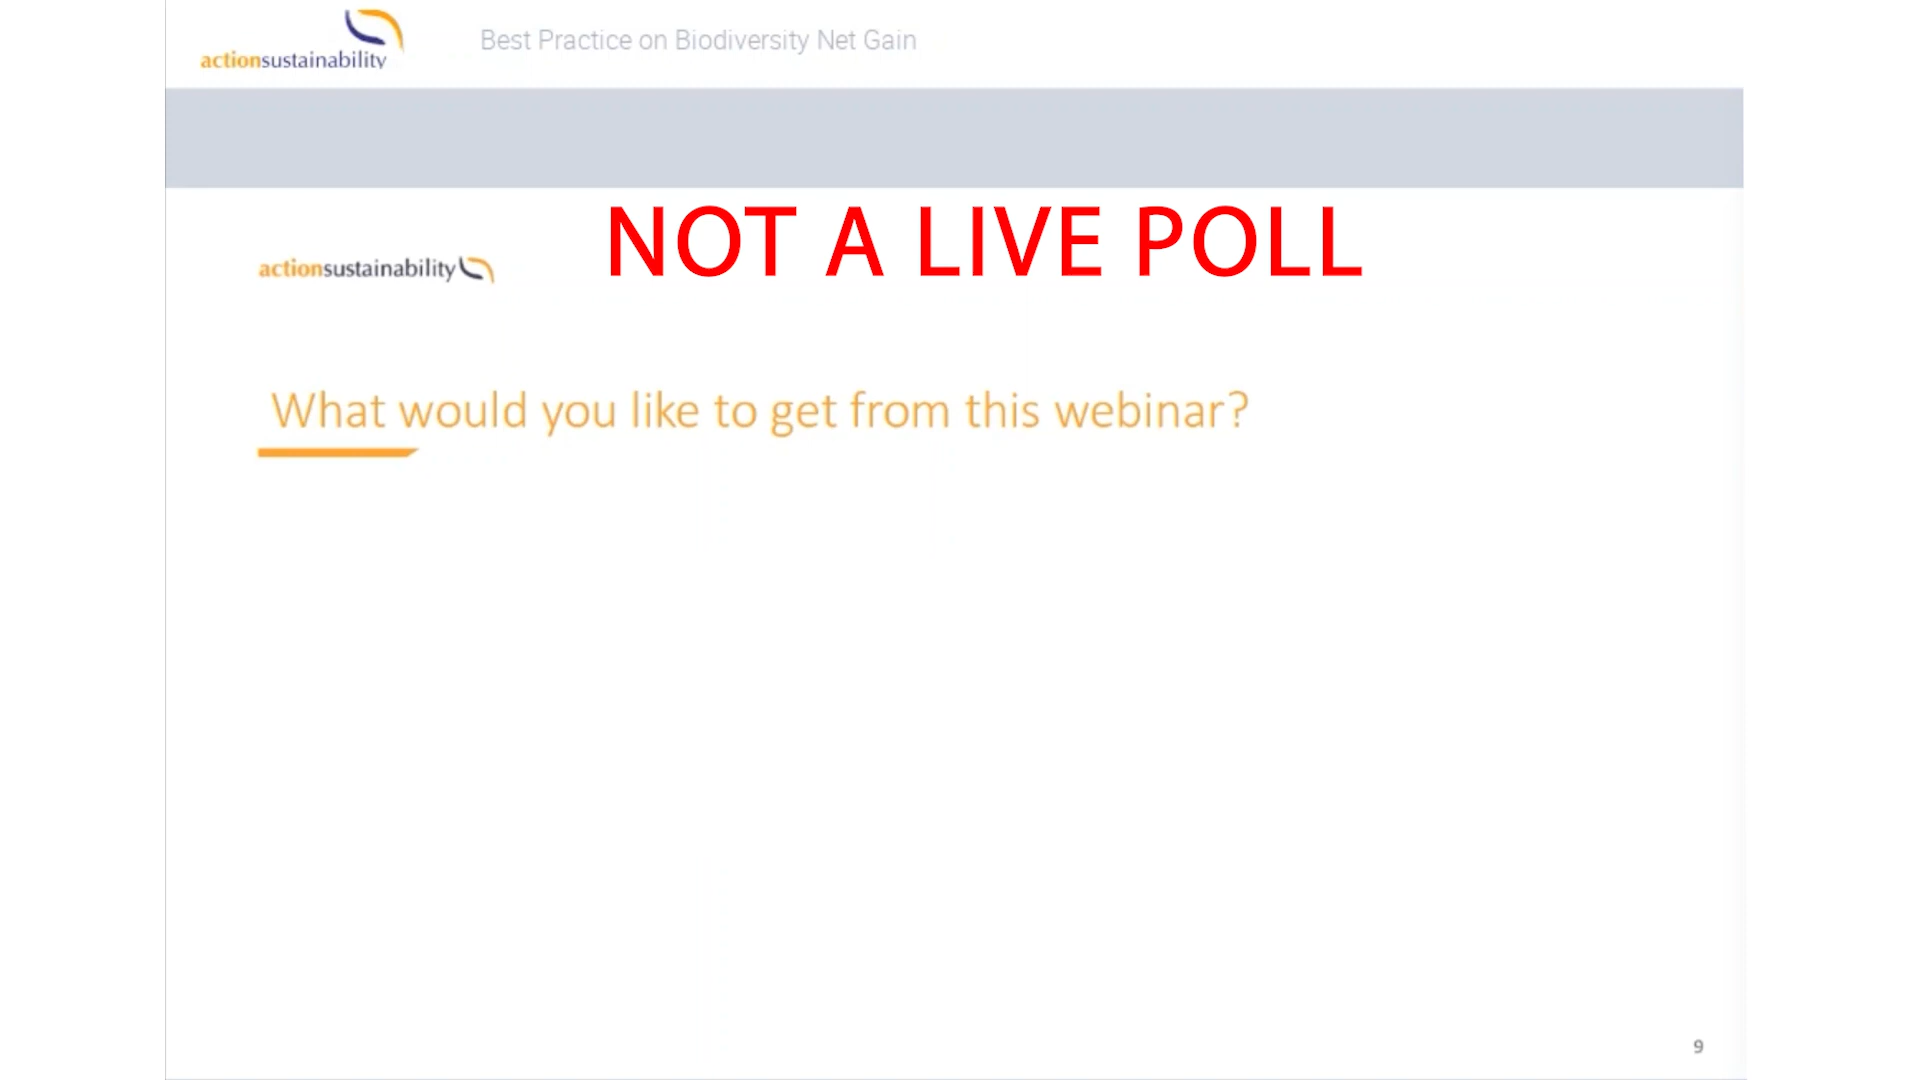 actionsustainability
Best Practice on Biodiversity Net Gain
NOT A LIVE POLL
actionsustainability
What would you like to get from this webinar?
9